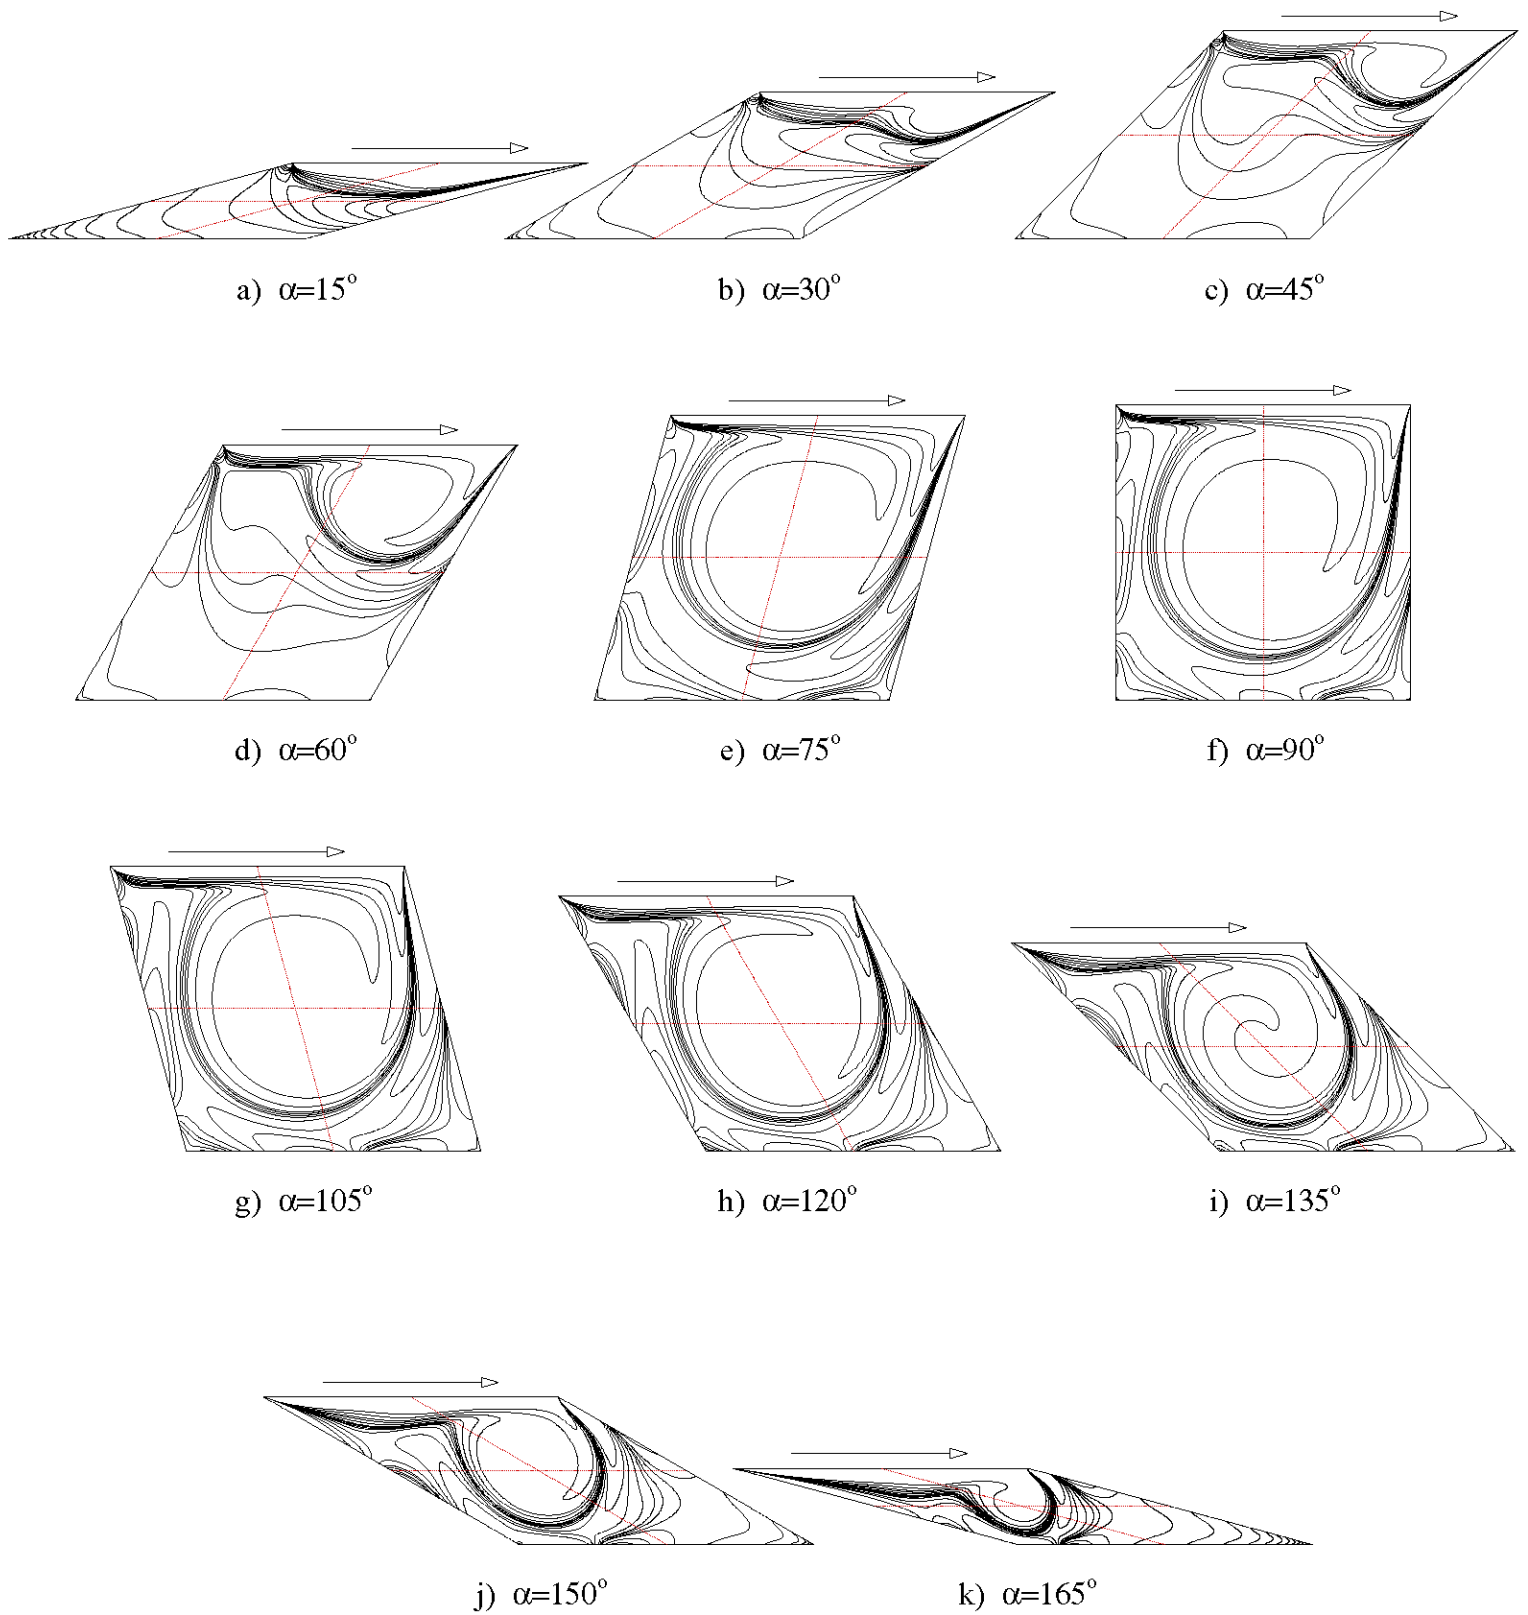 a) α=15°
b) α=30°
c) α=45°
d) α=60°
e) α=75°
f) α=90°
g) α=105°
h) α=120°
i) α=135°
j) α=150°
k) α=165°